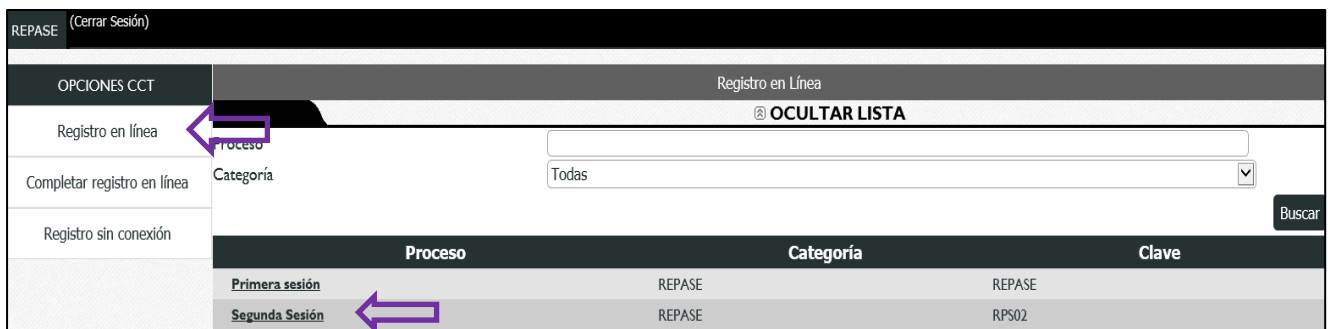 REPASE (Cerrar Sesión)
OPCIONES CCT
Registro en línea
Completar registro en línea
Registro sin conexión
Registro en Línea
OCULTAR LISTA
Proceso
Categoría Todas
Buscar
Proceso Categoría Clave
Primera sesión REPASE REPASE
Segunda Sesión REPASE RPS02